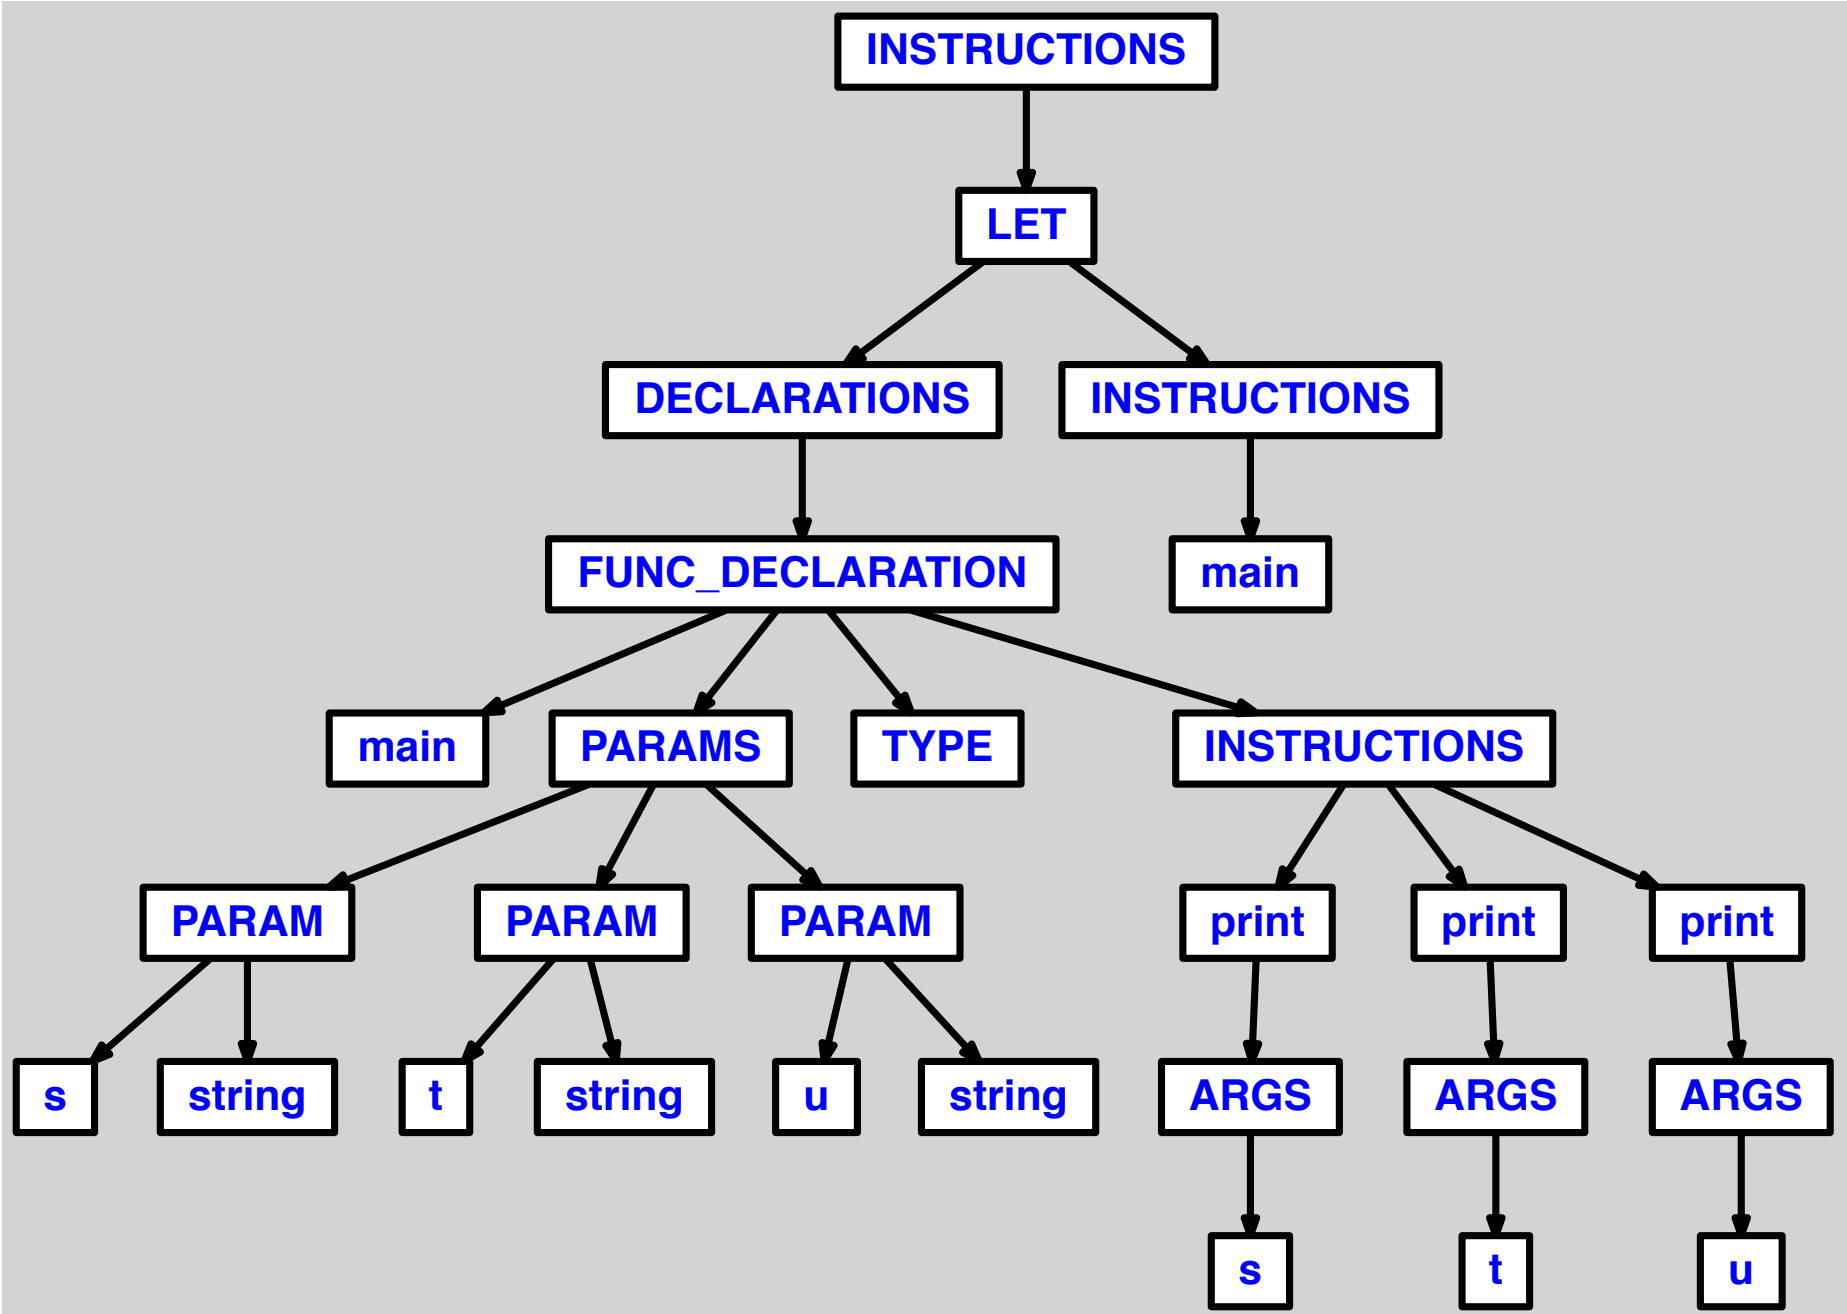 INSTRUCTIONS
LET
DECLARATIONS INSTRUCTIONS
FUNC_DECLARATION main
main PARAMS TYPE INSTRUCTIONS
PARAM PARAM PARAM print print print
s string t string u string ARGS ARGS ARGS
s t u